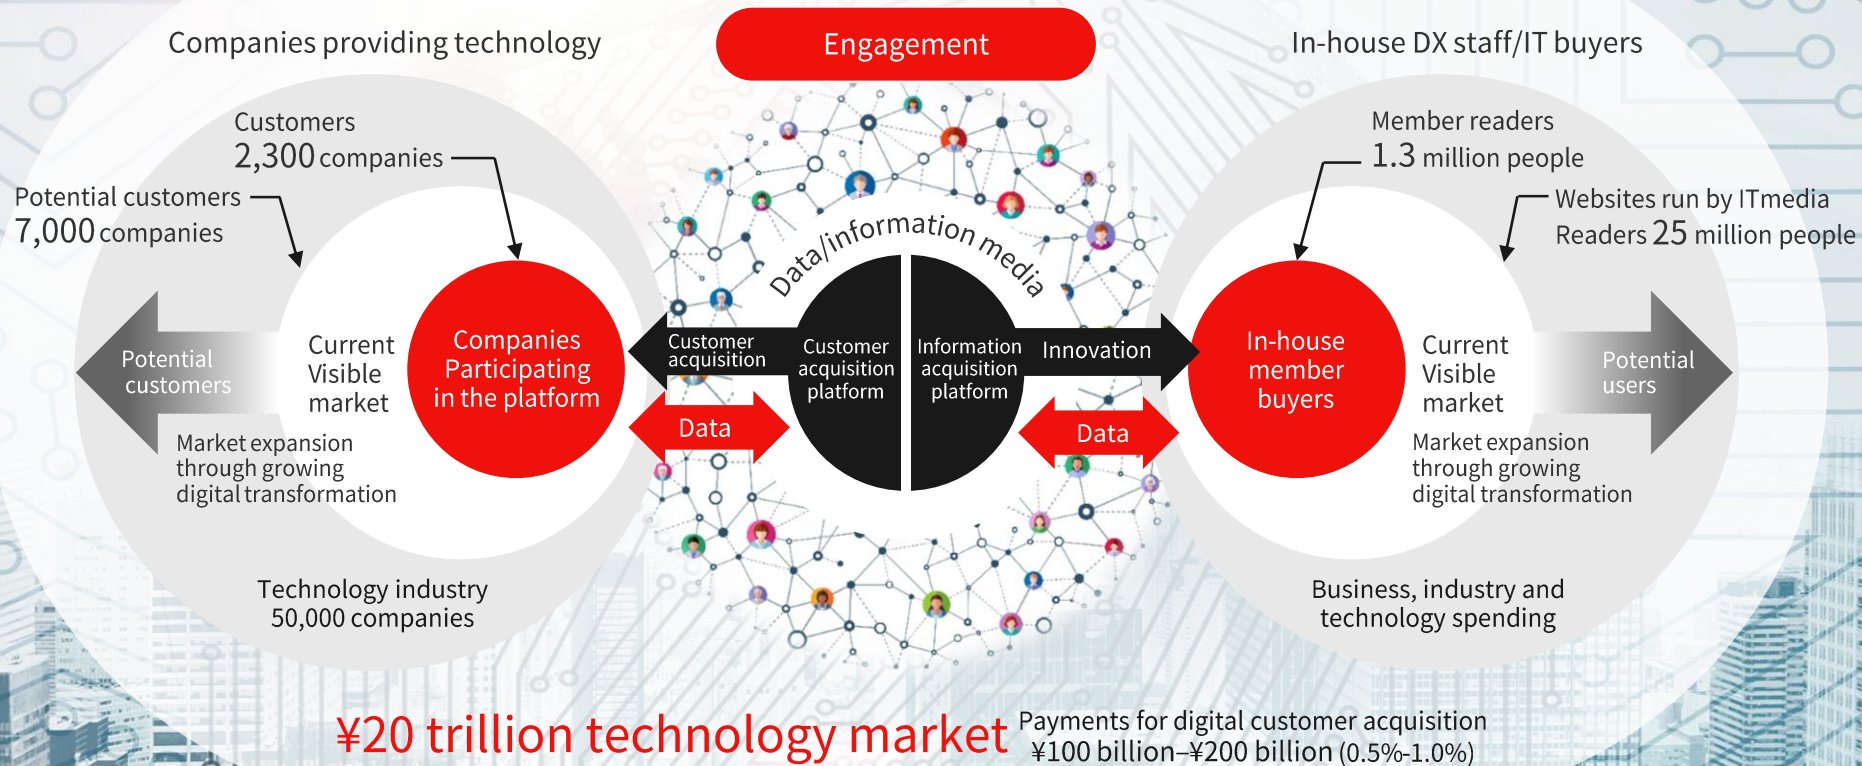 Engagement
Companies providing technology
Customers
2,300 companies
Potential customers
7,000 companies
Potential
customers
Current
Visible
market
Companies
Participating
in the platform
Market expansion
through growing
digital transformation
Technology industry
50,000 companies
Data/information media
Customer
acquisition
Data
Customer
acquisition
platform
Information
acquisition
platform
Innovation
Data
In-house DX staff/IT buyers
Member readers
1.3 million people
Websites run by ITmedia
Readers 25 million people
In-house
member
buyers
Current
Visible
market
Potential
users
Market expansion
through growing
digital transformation
Business, industry and
technology spending
¥20 trillion technology market
Payments for digital customer acquisition
¥100 billion–¥200 billion (0.5%-1.0%)